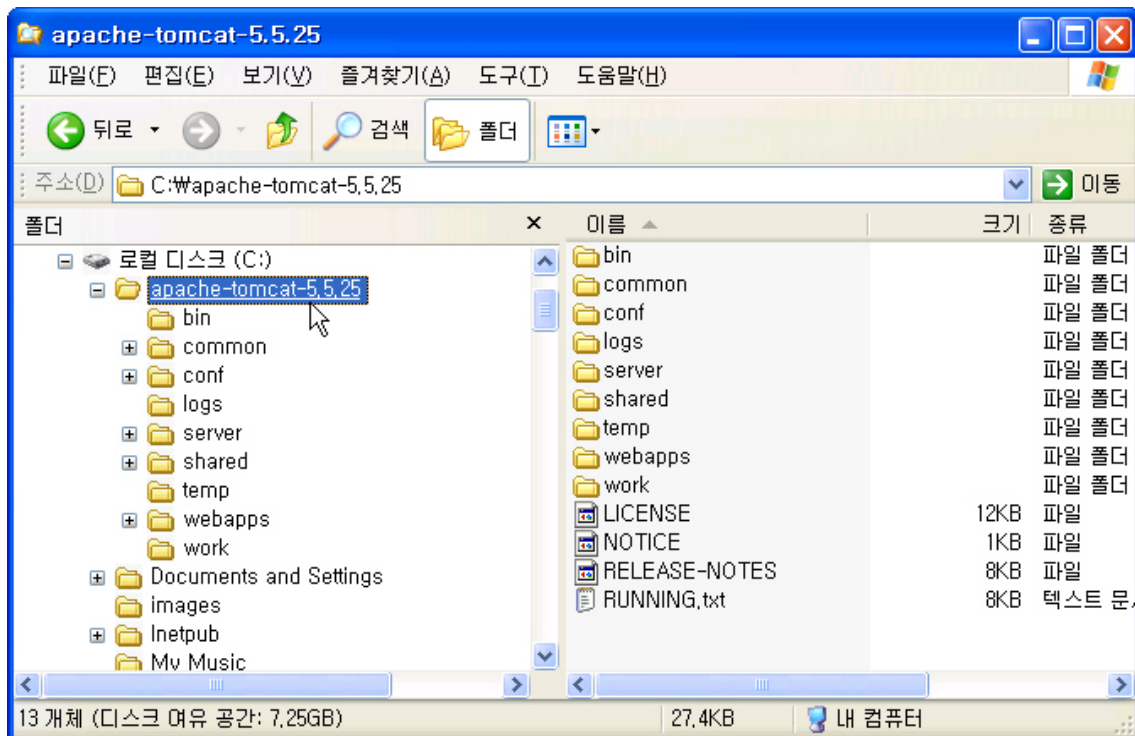 apache-tomcat-5.5.25
파일(F) 편집(E) 보기(V) 즐겨찾기(A) 도구(T) 도움말(H)
뒤로 검색 폴더
주소(D) C:₩apache-tomcat-5.5.25 이동
폴더 × 이름 크기 종류
로컬 디스크 (C:)
apache-tomcat-5.5.25
bin
common
conf
logs
server
shared
temp
webapps
work
Documents and Settings
images
Inetpub
My Music
bin 파일 폴더
common 파일 폴더
conf 파일 폴더
logs 파일 폴더
server 파일 폴더
shared 파일 폴더
temp 파일 폴더
webapps 파일 폴더
work 파일 폴더
LICENSE 12KB 파일
NOTICE 1KB 파일
RELEASE-NOTES 8KB 파일
RUNNING.txt 8KB 텍스트 문
13 개체 (디스크 여유 공간: 7.25GB) 27.4KB 내 컴퓨터